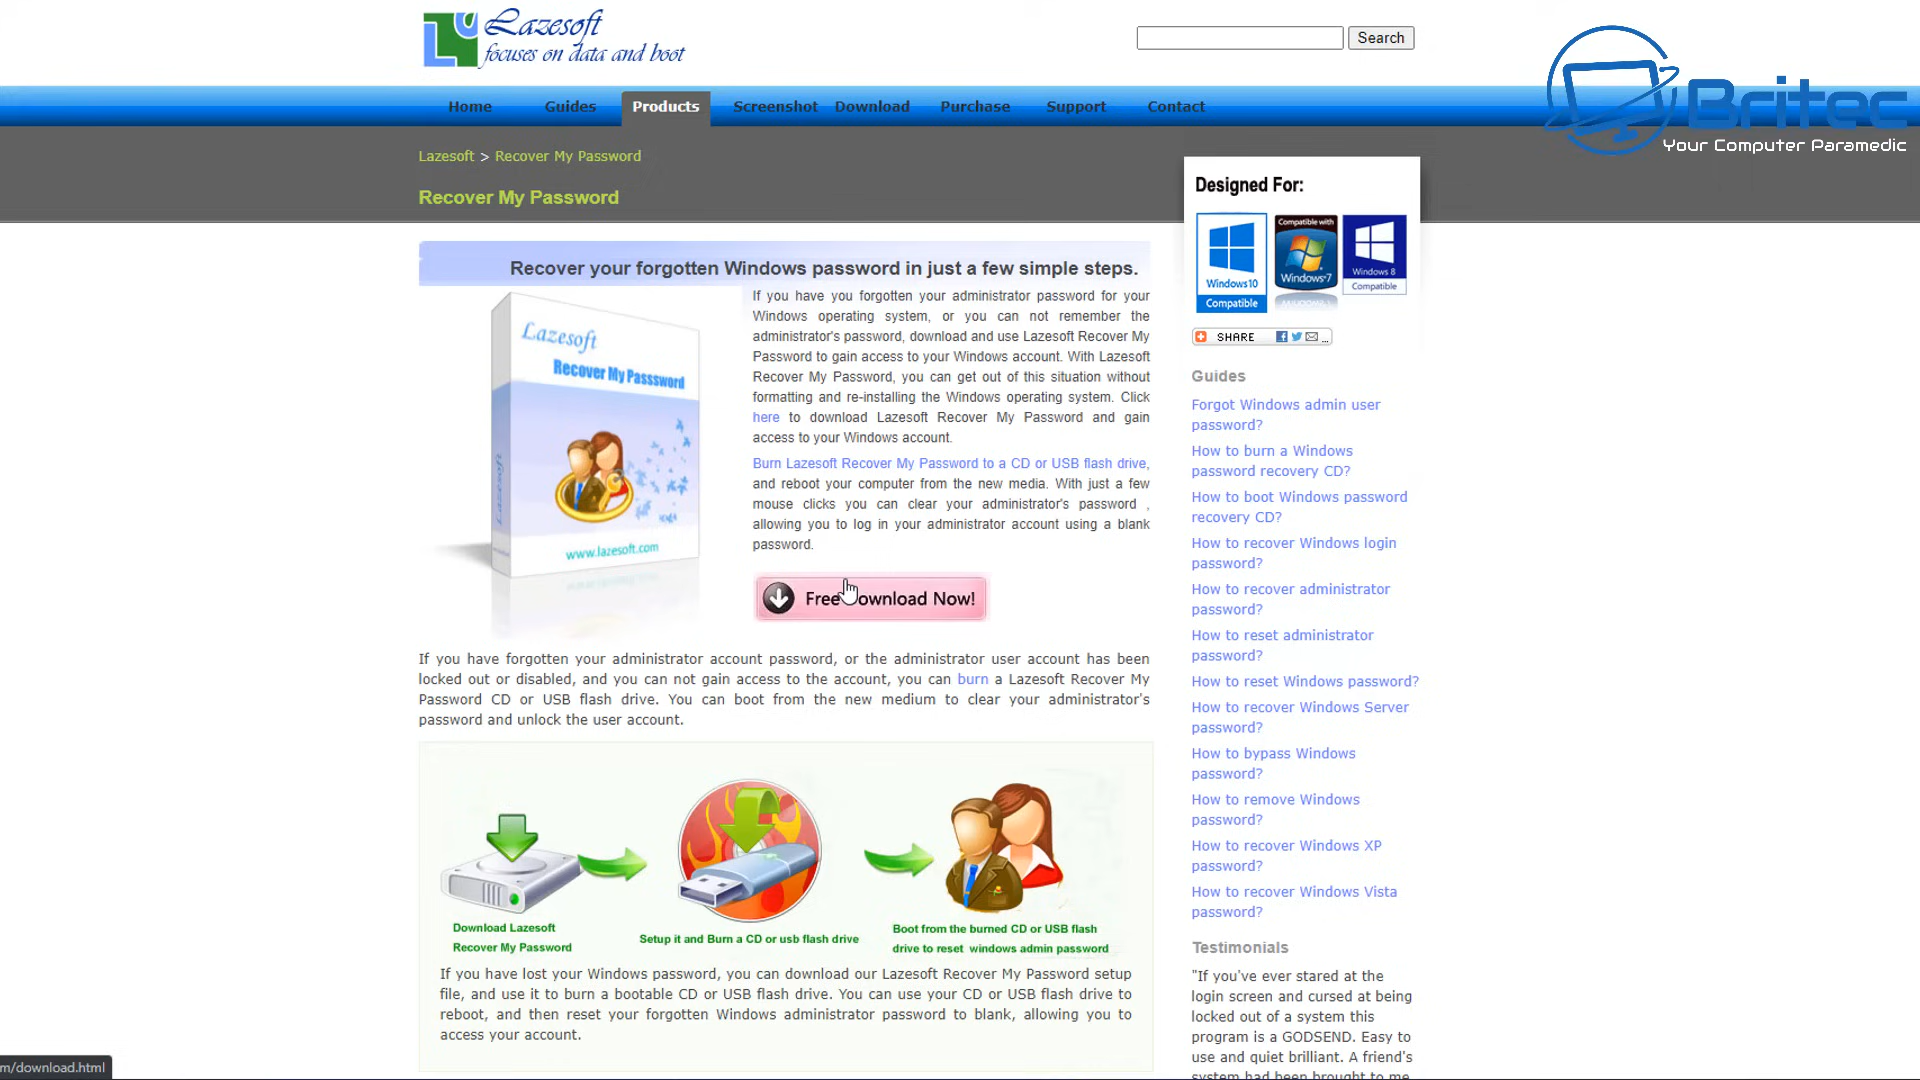 Lazesoft
focuses on data and boot
Search
Britec
Your Computer Paramedic
Home Guides Products Screenshot Download Purchase Support Contact
Lazesoft > Recover My Password
Recover My Password
Recover your forgotten Windows password in just a few simple steps.
Lazesoft
Recover My Passsword
Lazesoft
www.lazesoft.com
If you have you forgotten your administrator password for your
Windows operating system, or you can not remember the
administrator's password, download and use Lazesoft Recover My
Password to gain access to your Windows account. With Lazesoft
Recover My Password, you can get out of this situation without
formatting and re-installing the Windows operating system. Click
here to download Lazesoft Recover My Password and gain
access to your Windows account.
Burn Lazesoft Recover My Password to a CD or USB flash drive,
and reboot your computer from the new media. With just a few
mouse clicks you can clear your administrator's password ,
allowing you to log in your administrator account using a blank
password.
Free Download Now!
If you have forgotten your administrator account password, or the administrator user account has been
locked out or disabled, and you can not gain access to the account, you can burn a Lazesoft Recover My
Password CD or USB flash drive. You can boot from the new medium to clear your administrator's
password and unlock the user account.
Download Lazesoft
Recover My Password
Setup it and Burn a CD or usb flash drive
Boot from the burned CD or USB flash
drive to reset windows admin password
If you have lost your Windows password, you can download our Lazesoft Recover My Password setup
file, and use it to burn a bootable CD or USB flash drive. You can use your CD or USB flash drive to
reboot, and then reset your forgotten Windows administrator password to blank, allowing you to
access your account.
Designed For:
Windows10
Compatible
Compatible with
Windows7
Windows 8
Compatible
SHARE ...
Guides
Forgot Windows admin user
password?
How to burn a Windows
password recovery CD?
How to boot Windows password
recovery CD?
How to recover Windows login
password?
How to recover administrator
password?
How to reset administrator
password?
How to reset Windows password?
How to recover Windows Server
password?
How to bypass Windows
password?
How to remove Windows
password?
How to recover Windows XP
password?
How to recover Windows Vista
password?
Testimonials
"If you've ever stared at the
login screen and cursed at being
locked out of a system this
program is a GODSEND. Easy to
use and quiet brilliant. A friend's
system had been brought to me
m/download.html